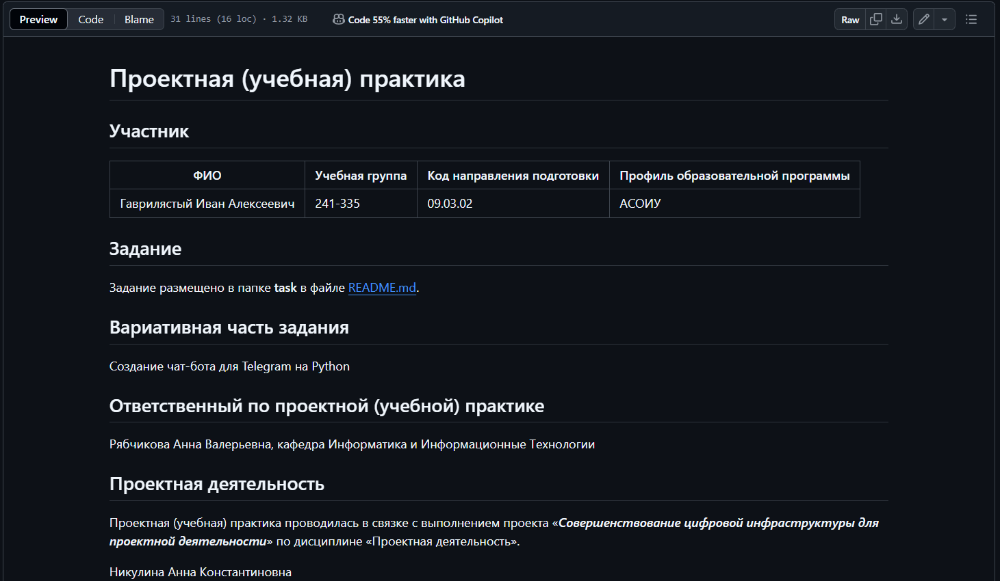 Preview Code Blame 31 lines (16 loc) · 1.32 KB Code 55% faster with GitHub Copilot Raw
Проектная (учебная) практика
Участник
ФИО Учебная группа Код направления подготовки Профиль образовательной программы
Гаврилястый Иван Алексеевич 241-335 09.03.02 АСОИУ
Задание
Задание размещено в папке task в файле README.md.
Вариативная часть задания
Создание чат-бота для Telegram на Python
Ответственный по проектной (учебной) практике
Рябчикова Анна Валерьевна, кафедра Информатика и Информационные Технологии
Проектная деятельность
Проектная (учебная) практика проводилась в связке с выполнением проекта «Совершенствование цифровой инфраструктуры для
проектной деятельности» по дисциплине «Проектная деятельность».
Никулина Анна Константиновна